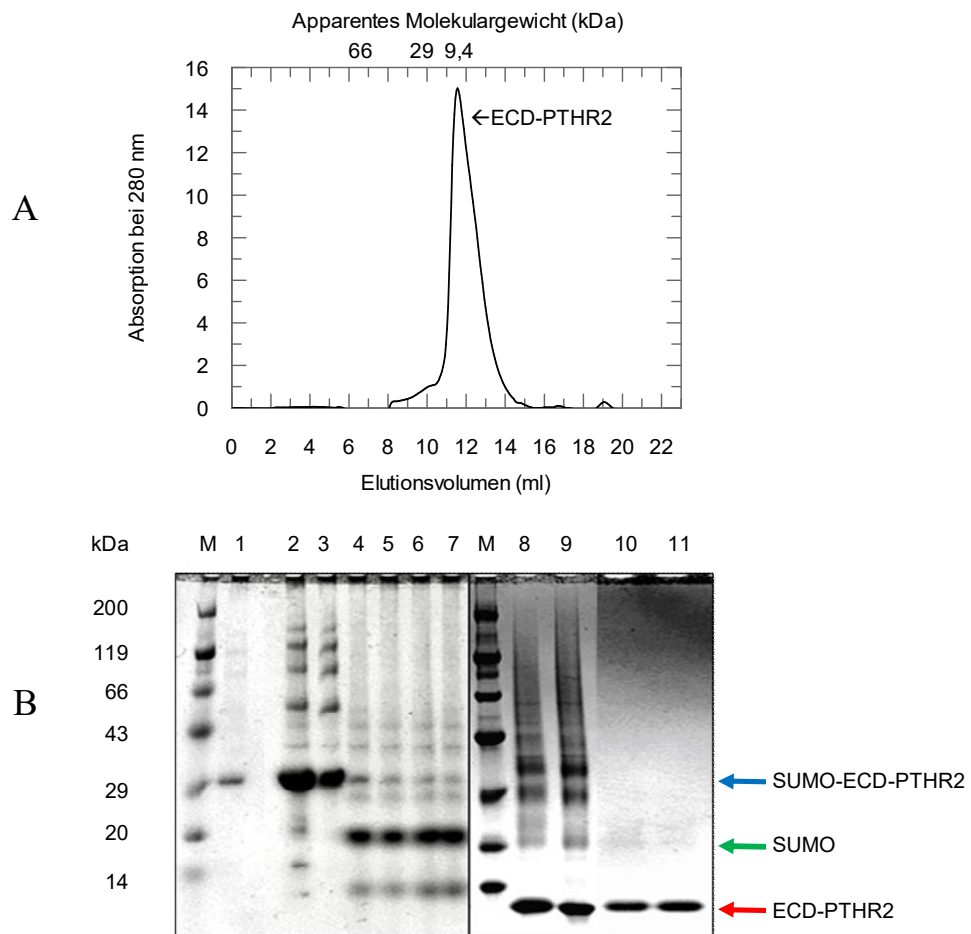 Apparentes Molekulargewicht (kDa)
66 29 9,4
A
Absorption bei 280 nm
16
14
12
10
8
6
4
2
0
←ECD-PTHR2
0 2 4 6 8 10 12 14 16 18 20 22
Elutionsvolumen (ml)
B
kDa M 1 2 3 4 5 6 7 M 8 9 10 11
200
119
66
43
29
20
14
SUMO-ECD-PTHR2
SUMO
ECD-PTHR2